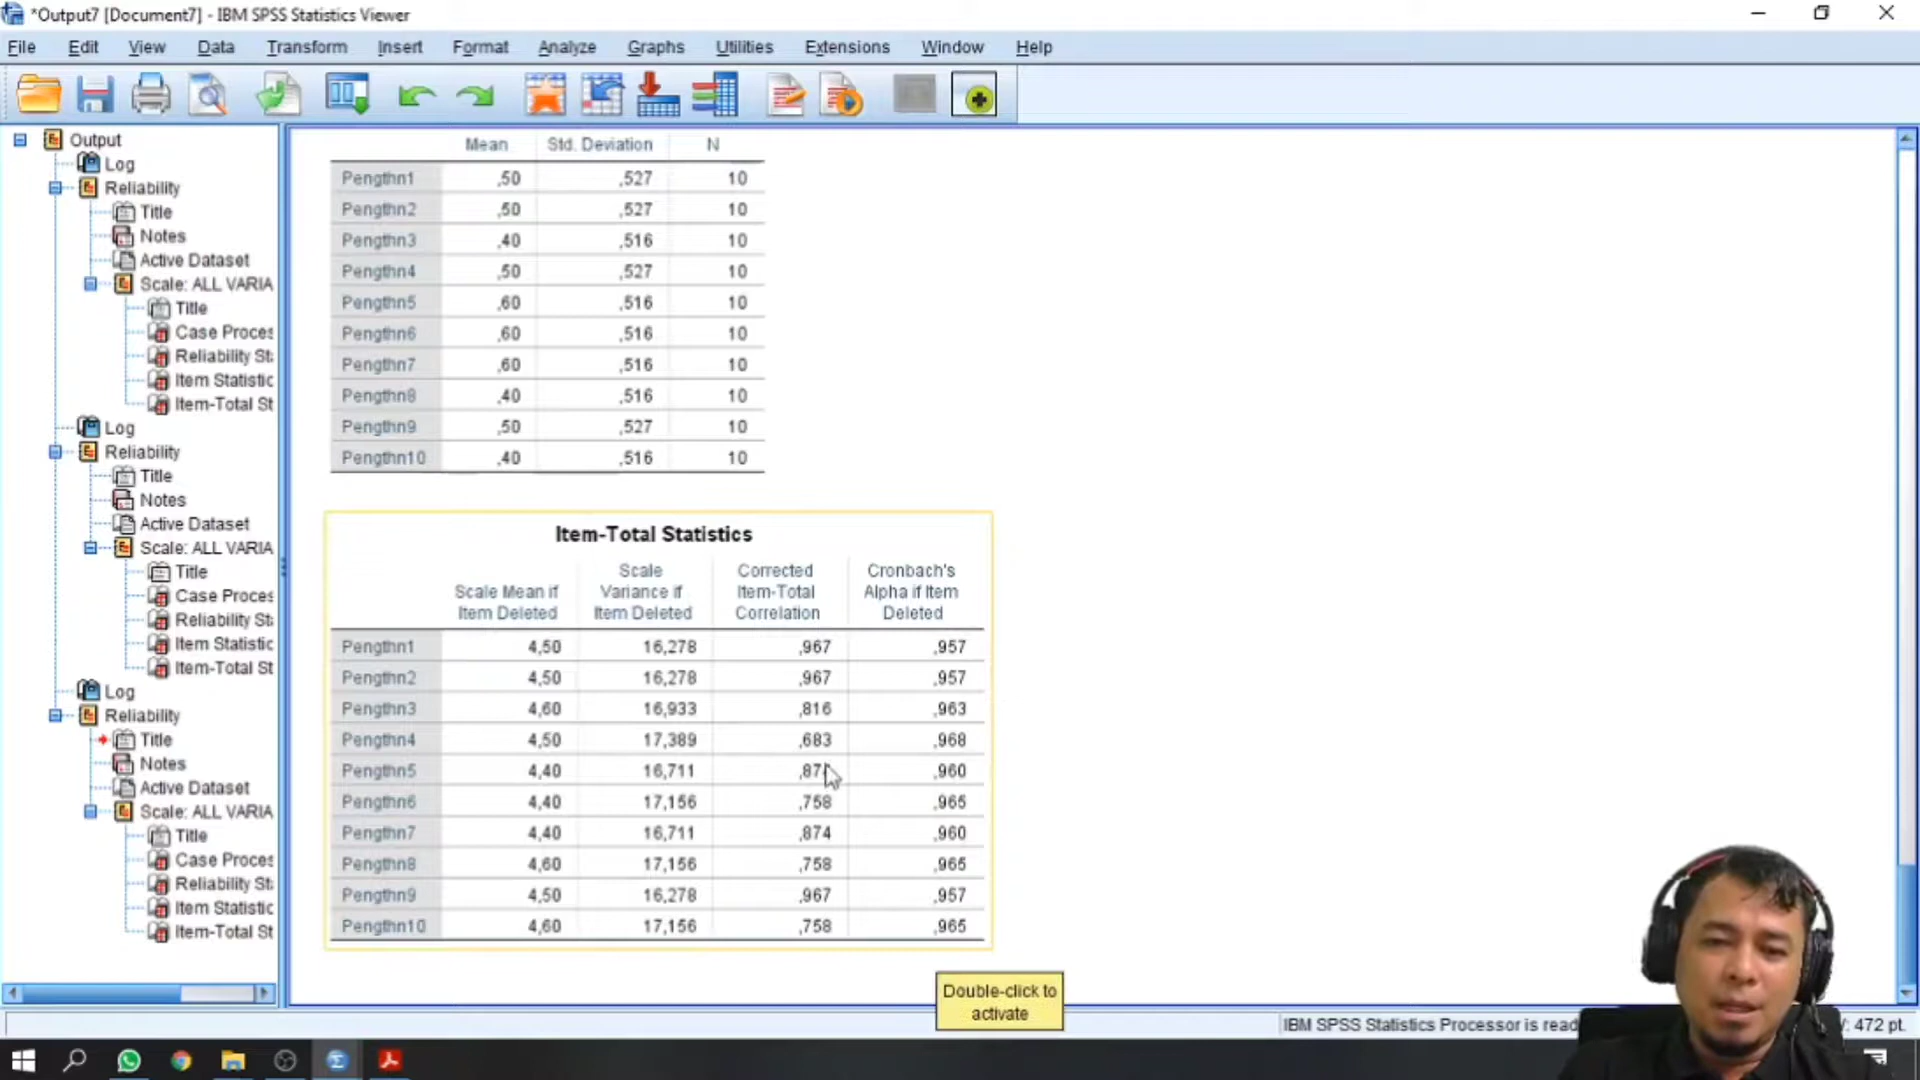 *Output7 [Document7] - IBM SPSS Statistics Viewer
File Edit View Data Transform Insert Format Analyze Graphs Utilities Extensions Window Help
Output
Log
Reliability
Title
Notes
Active Dataset
Scale: ALL VARIA
Title
Case Proces
Reliability Sta
Item Statistic
Item-Total St
Log
Reliability
Title
Notes
Active Dataset
Scale: ALL VARIA
Title
Case Proces
Reliability Sta
Item Statistic
Item-Total St
Log
Reliability
Title
Notes
Active Dataset
Scale: ALL VARIA
Title
Case Proces
Reliability Sta
Item Statistic
Item-Total St
Mean Std. Deviation N
Pengthn1 ,50 ,527 10
Pengthn2 ,50 ,527 10
Pengthn3 ,40 ,516 10
Pengthn4 ,50 ,527 10
Pengthn5 ,60 ,516 10
Pengthn6 ,60 ,516 10
Pengthn7 ,60 ,516 10
Pengthn8 ,40 ,516 10
Pengthn9 ,50 ,527 10
Pengthn10 ,40 ,516 10
Item-Total Statistics
Scale Mean if Item Deleted
Scale Variance if Item Deleted
Corrected Item-Total Correlation
Cronbach's Alpha if Item Deleted
Pengthn1 4,50 16,278 ,967 ,957
Pengthn2 4,50 16,278 ,967 ,957
Pengthn3 4,60 16,933 ,816 ,963
Pengthn4 4,50 17,389 ,683 ,968
Pengthn5 4,40 16,711 ,960
Pengthn6 4,40 17,156 ,758 ,965
Pengthn7 4,40 16,711 ,874 ,960
Pengthn8 4,60 17,156 ,758 ,965
Pengthn9 4,50 16,278 ,967 ,957
Pengthn10 4,60 17,156 ,758 ,965
Double-click to
activate
IBM SPSS Statistics Processor is read
: 472 pt.